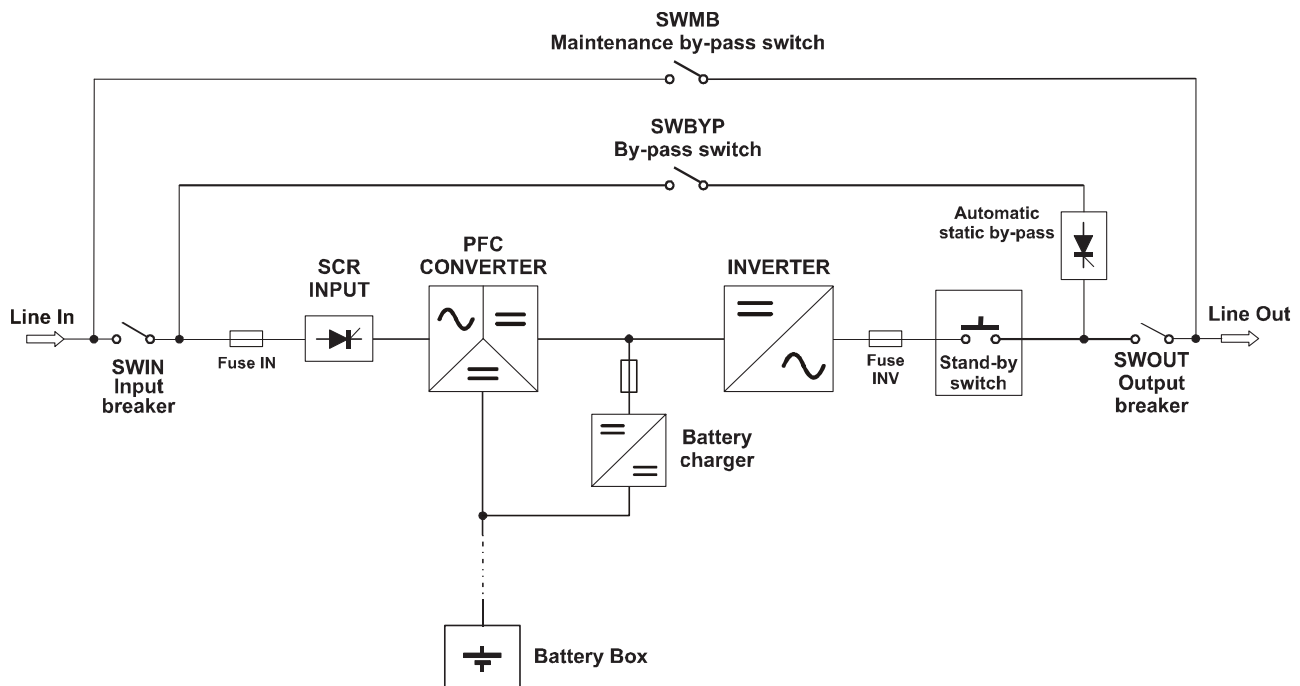 SWMB
Maintenance by-pass switch
SWBYP
By-pass switch
Automatic
static by-pass
PFC
CONVERTER
SCR
INPUT
INVERTER
Line In
Line Out
SWIN
Input
breaker
Fuse IN
Fuse
INV
Stand-by
switch
SWOUT
Output
breaker
Battery
charger
Battery Box